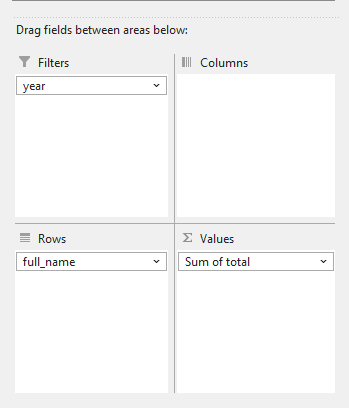 Drag fields between areas below:
Filters
Columns
year
Rows
Values
full_name
Sum of total